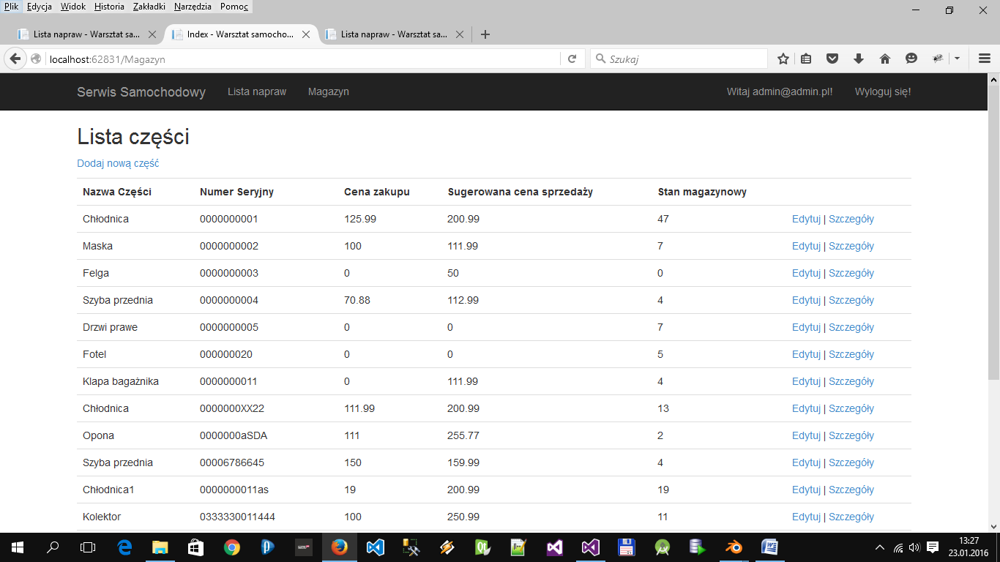 Plik Edycja Widok Historia Zakładki Narzędzia Pomoc
Lista napraw - Warsztat sa... Index - Warsztat samocho... Lista napraw - Warsztat sa...
localhost:62831/Magazyn Szukaj
Serwis Samochodowy Lista napraw Magazyn Witaj admin@admin.pl! Wyloguj się!
Lista części
Dodaj nową część
Nazwa Części Numer Seryjny Cena zakupu Sugerowana cena sprzedaży Stan magazynowy
Chłodnica 0000000001 125.99 200.99 47 Edytuj | Szczegóły
Maska 0000000002 100 111.99 7 Edytuj | Szczegóły
Felga 0000000003 0 50 0 Edytuj | Szczegóły
Szyba przednia 0000000004 70.88 112.99 4 Edytuj | Szczegóły
Drzwi prawe 0000000005 0 0 7 Edytuj | Szczegóły
Fotel 000000020 0 0 5 Edytuj | Szczegóły
Klapa bagażnika 0000000011 0 111.99 4 Edytuj | Szczegóły
Chłodnica 0000000XX22 111.99 200.99 13 Edytuj | Szczegóły
Opona 0000000aSDA 111 255.77 2 Edytuj | Szczegóły
Szyba przednia 00006786645 150 159.99 4 Edytuj | Szczegóły
Chłodnica1 0000000011as 19 200.99 19 Edytuj | Szczegóły
Kolektor 0333330011444 100 250.99 11 Edytuj | Szczegóły
13:27
23.01.2016